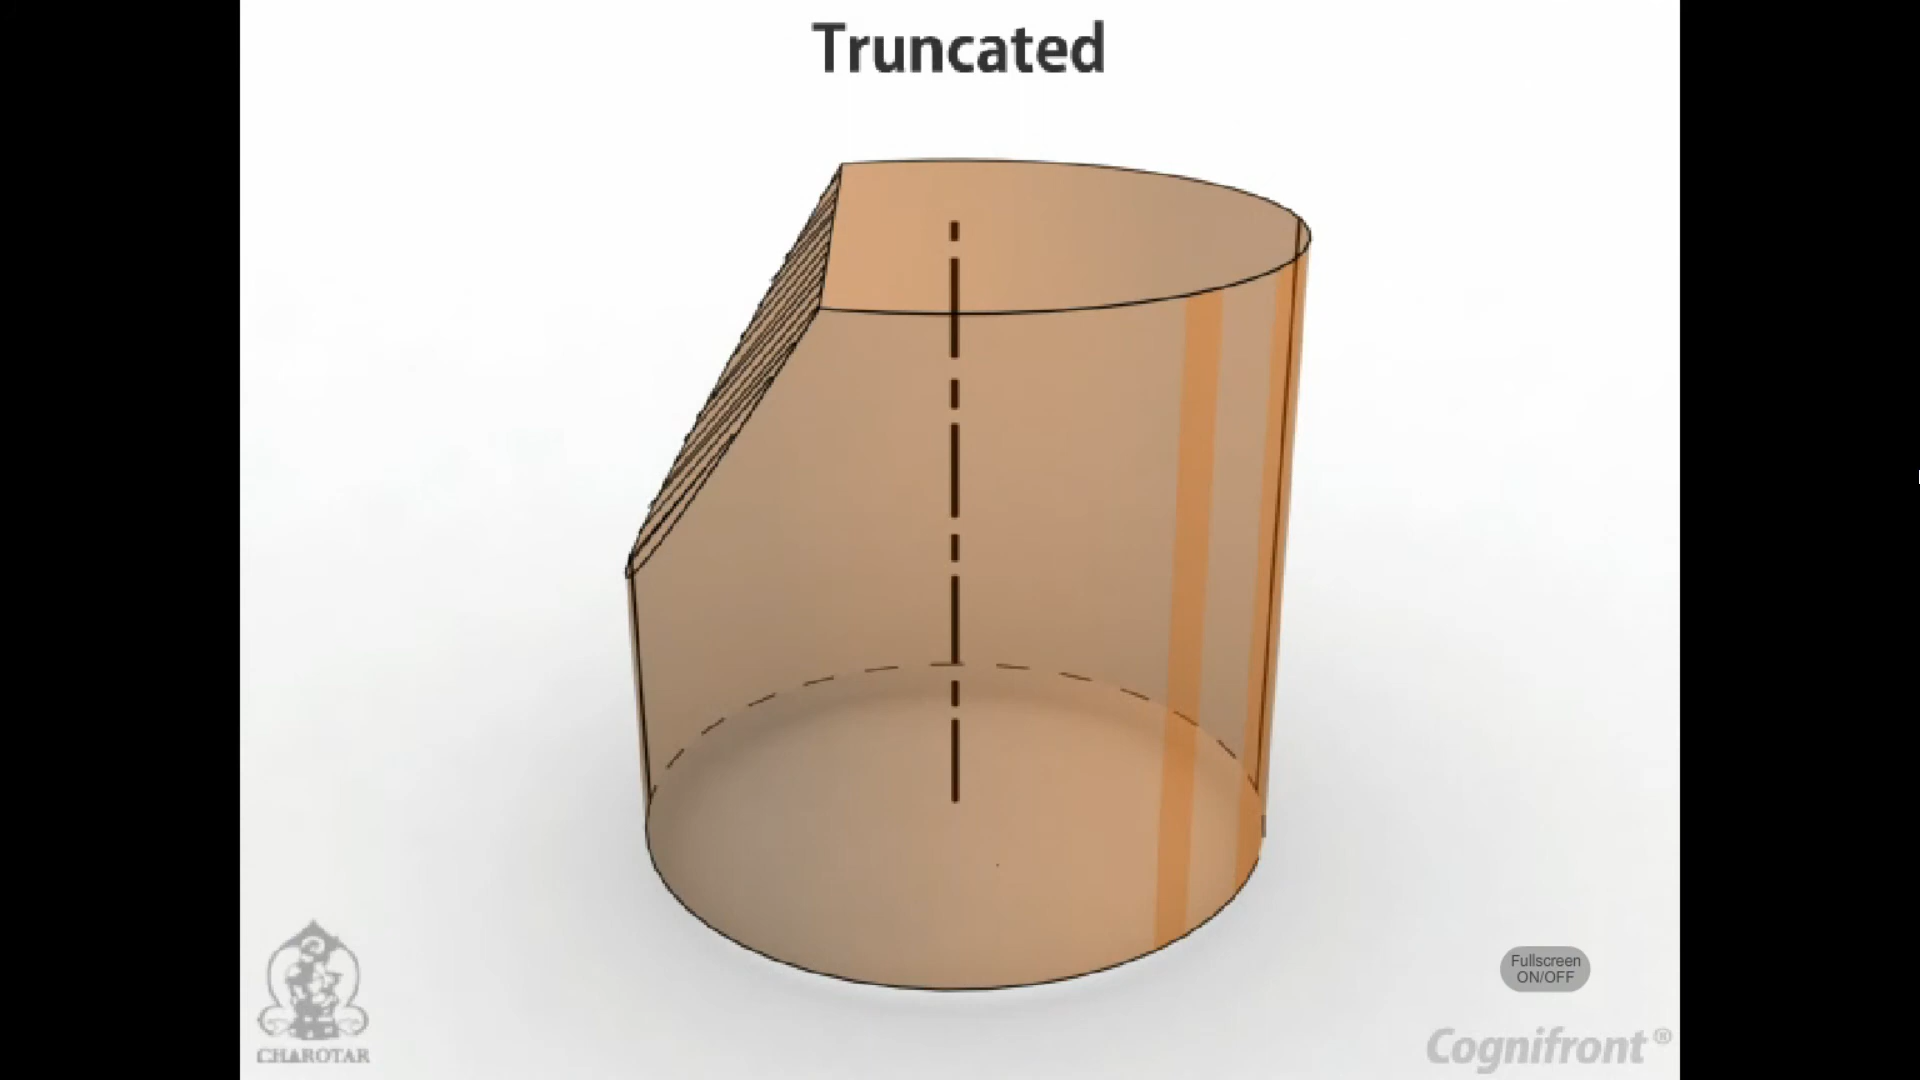 Truncated
Fullscreen
ON/OFF
CHAROTAR
Cognifront®